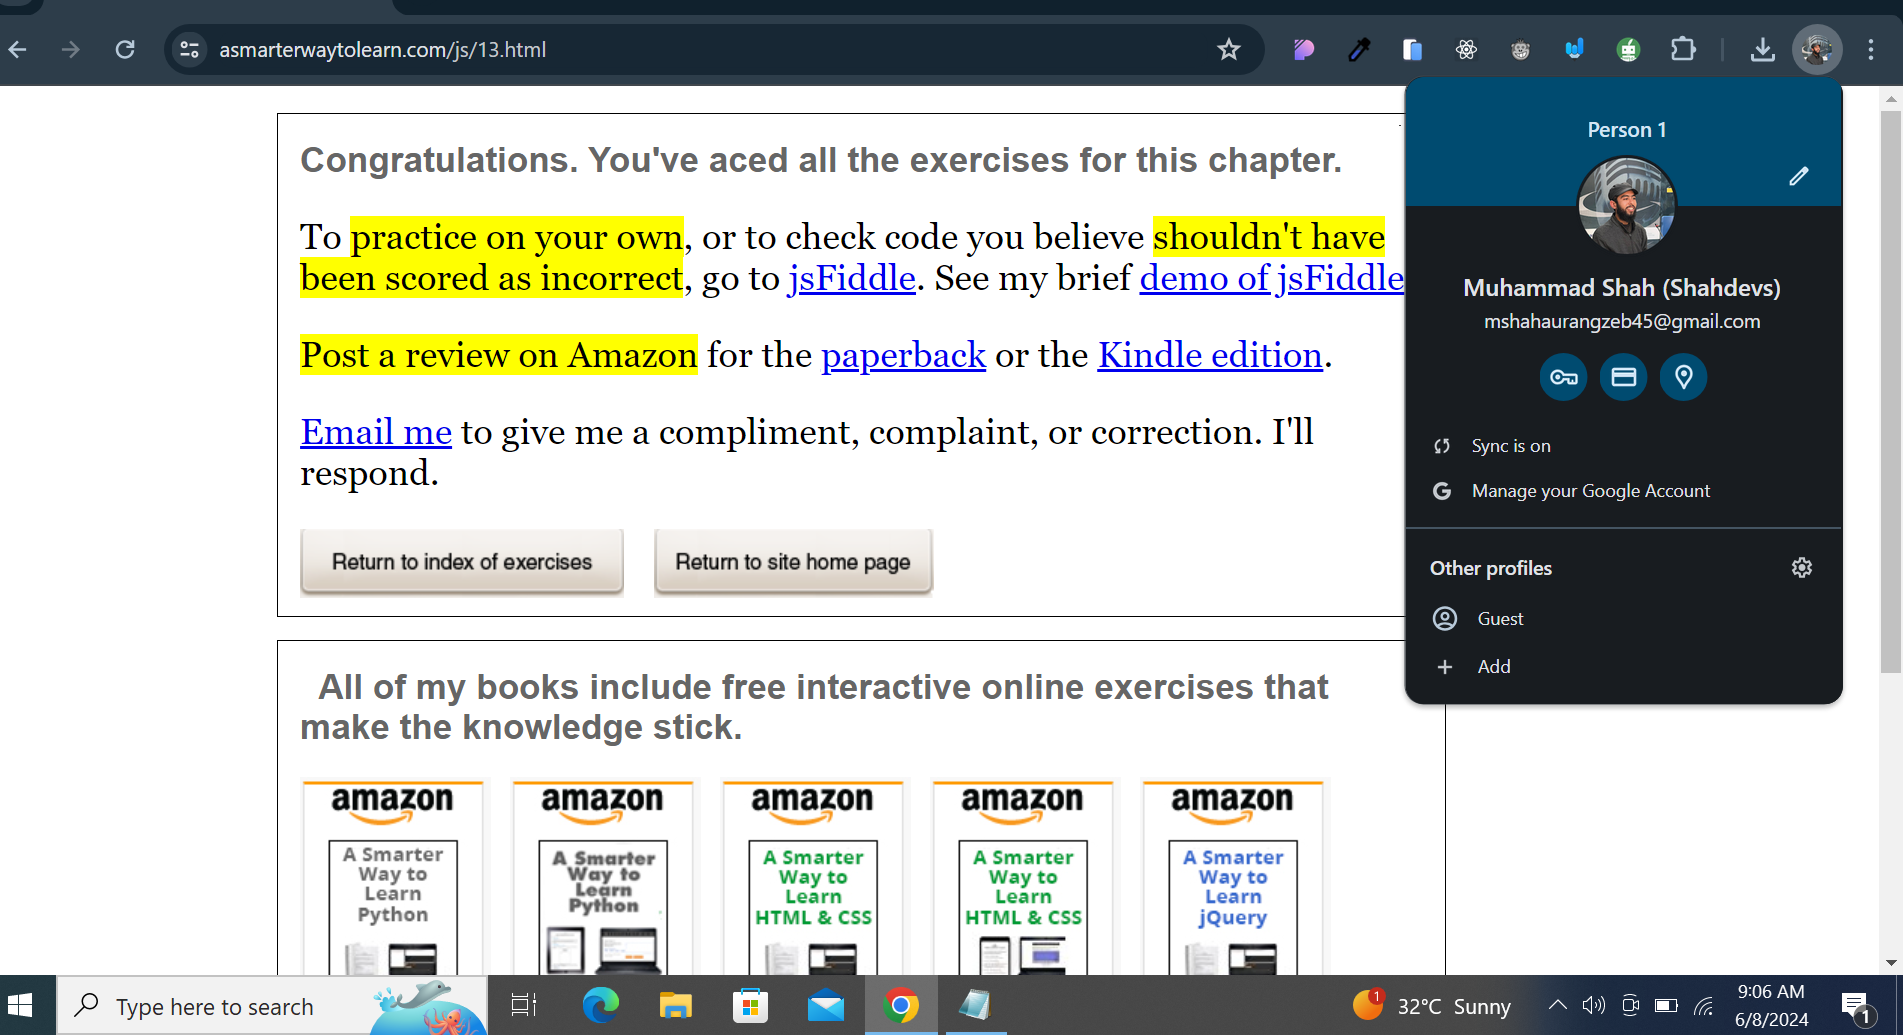 asmarterwaytolearn.com/js/13.html
Congratulations. You've aced all the exercises for this chapter.
To practice on your own, or to check code you believe shouldn't have
been scored as incorrect, go to jsFiddle. See my brief demo of jsFiddle
Post a review on Amazon for the paperback or the Kindle edition.
Email me to give me a compliment, complaint, or correction. I'll
respond.
Return to index of exercises
Return to site home page
Person 1
Muhammad Shah (Shahdevs)
mshahaurangzeb45@gmail.com
Sync is on
Manage your Google Account
Other profiles
Guest
Add
All of my books include free interactive online exercises that
make the knowledge stick.
amazon
A Smarter
Way to
Learn
Python
amazon
A Smarter
Way to
Learn
Python
amazon
A Smarter
Way to
Learn
HTML & CSS
amazon
A Smarter
Way to
Learn
HTML & CSS
amazon
A Smarter
Way to
Learn
jQuery
Type here to search
1
32°C Sunny
9:06 AM
6/8/2024
1